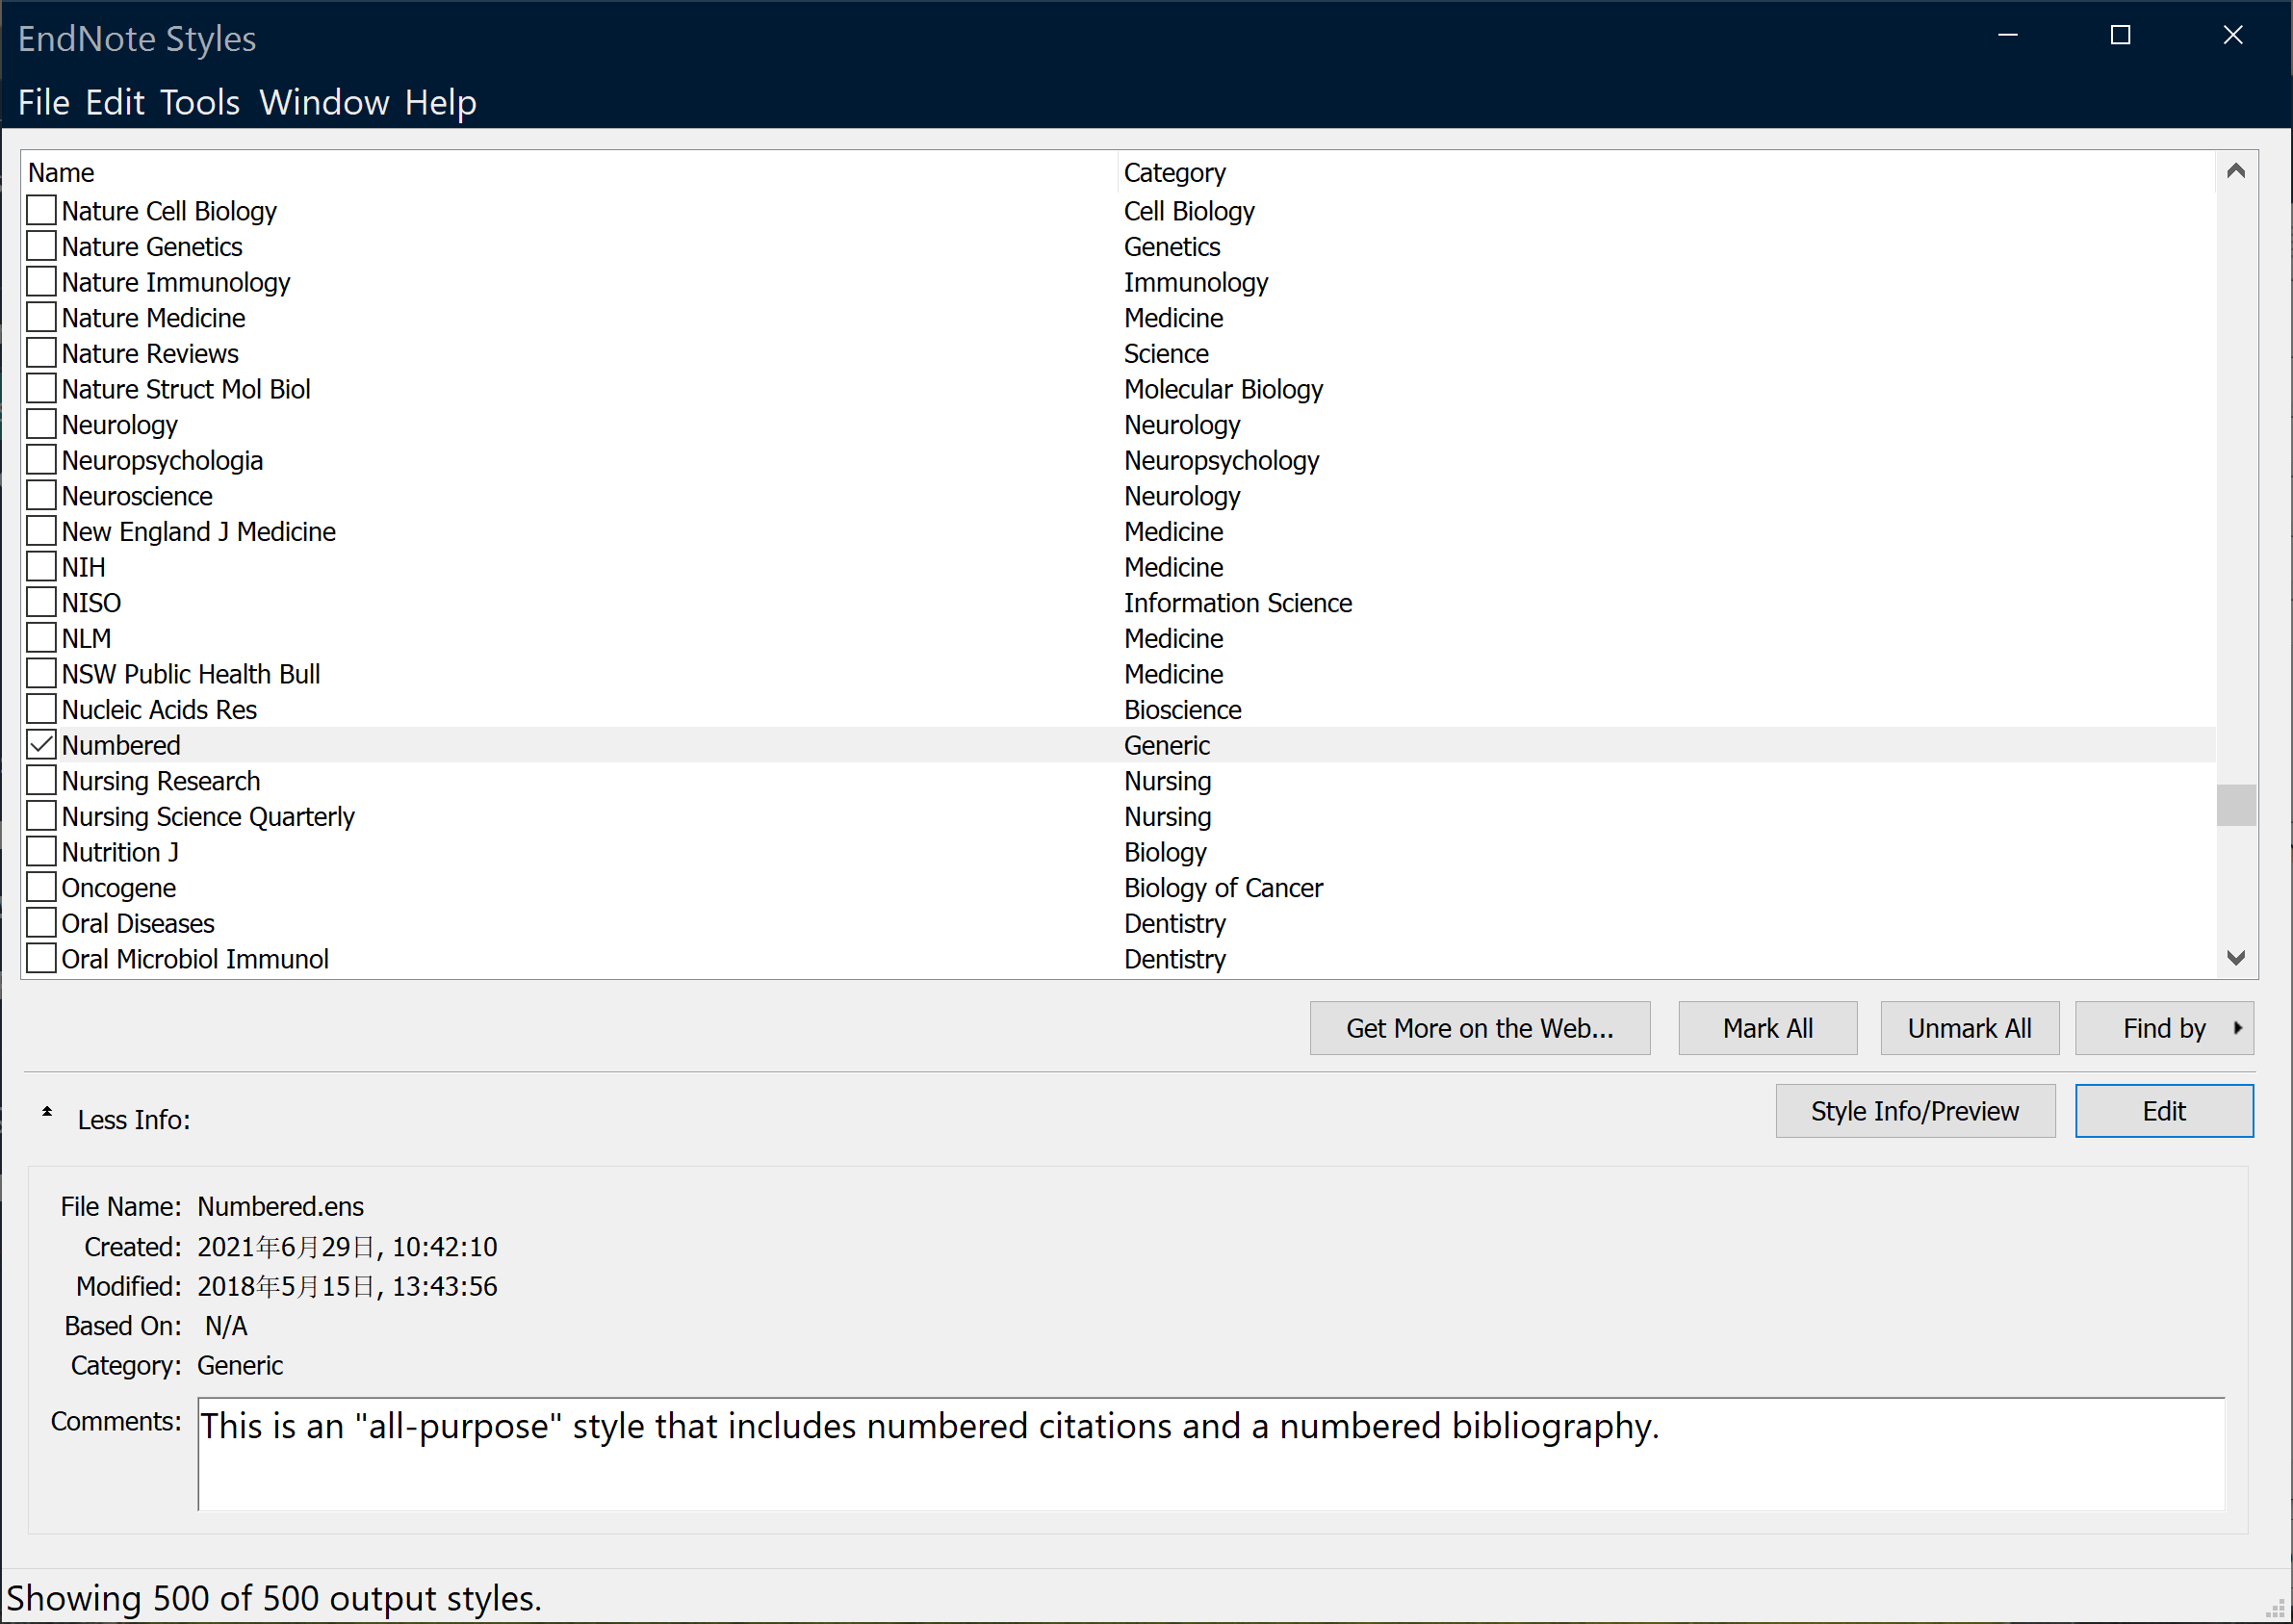 EndNote Styles
File Edit Tools Window Help
Name Category
Nature Cell Biology Cell Biology
Nature Genetics Genetics
Nature Immunology Immunology
Nature Medicine Medicine
Nature Reviews Science
Nature Struct Mol Biol Molecular Biology
Neurology Neurology
Neuropsychologia Neuropsychology
Neuroscience Neurology
New England J Medicine Medicine
NIH Medicine
NISO Information Science
NLM Medicine
NSW Public Health Bull Medicine
Nucleic Acids Res Bioscience
Numbered Generic
Nursing Research Nursing
Nursing Science Quarterly Nursing
Nutrition J Biology
Oncogene Biology of Cancer
Oral Diseases Dentistry
Oral Microbiol Immunol Dentistry
Get More on the Web... Mark All Unmark All Find by
Less Info: Style Info/Preview Edit
File Name: Numbered.ens
Created: 2021年6月29日, 10:42:10
Modified: 2018年5月15日, 13:43:56
Based On: N/A
Category: Generic
Comments: This is an "all-purpose" style that includes numbered citations and a numbered bibliography.
Showing 500 of 500 output styles.